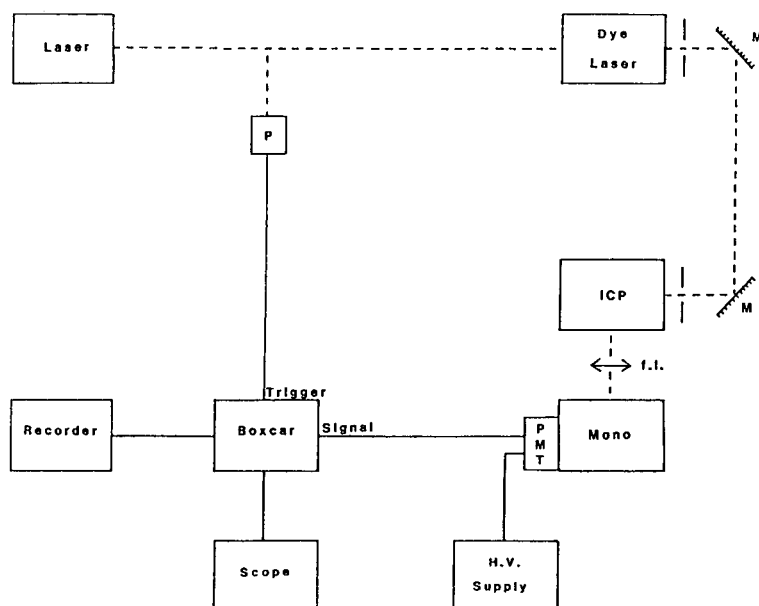 Laser
Dye
Laser
M
P
ICP
M
f.l.
Trigger
Recorder
Boxcar
Signal
P
M
T
Mono
Scope
H.V.
Supply